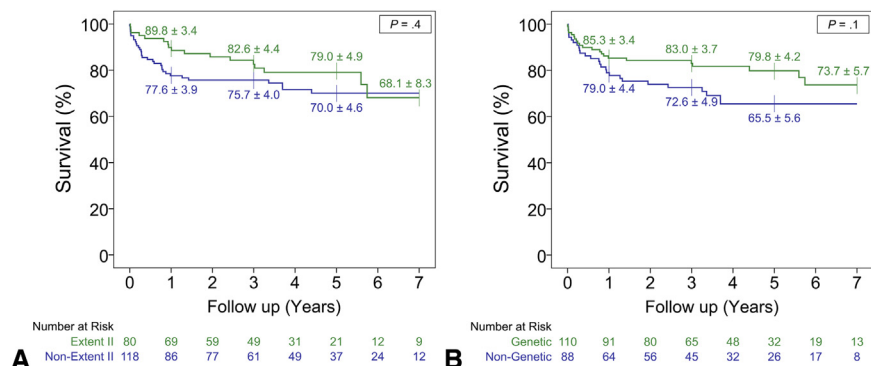 P = .4
100
80
60
40
20
0
Survival (%)
89.8 ± 3.4
82.6 ± 4.4
79.0 ± 4.9
68.1 ± 8.3
77.6 ± 3.9
75.7 ± 4.0
70.0 ± 4.6
0 1 2 3 4 5 6 7
Follow up (Years)
Number at Risk
Extent II 80 69 59 49 31 21 12 9
Non-Extent II 118 86 77 61 49 37 24 12
A
P = .1
100
80
60
40
20
0
Survival (%)
85.3 ± 3.4
83.0 ± 3.7
79.8 ± 4.2
73.7 ± 5.7
79.0 ± 4.4
72.6 ± 4.9
65.5 ± 5.6
0 1 2 3 4 5 6 7
Follow up (Years)
Number at Risk
Genetic 110 91 80 65 48 32 19 13
Non-Genetic 88 64 56 45 32 26 17 8
B